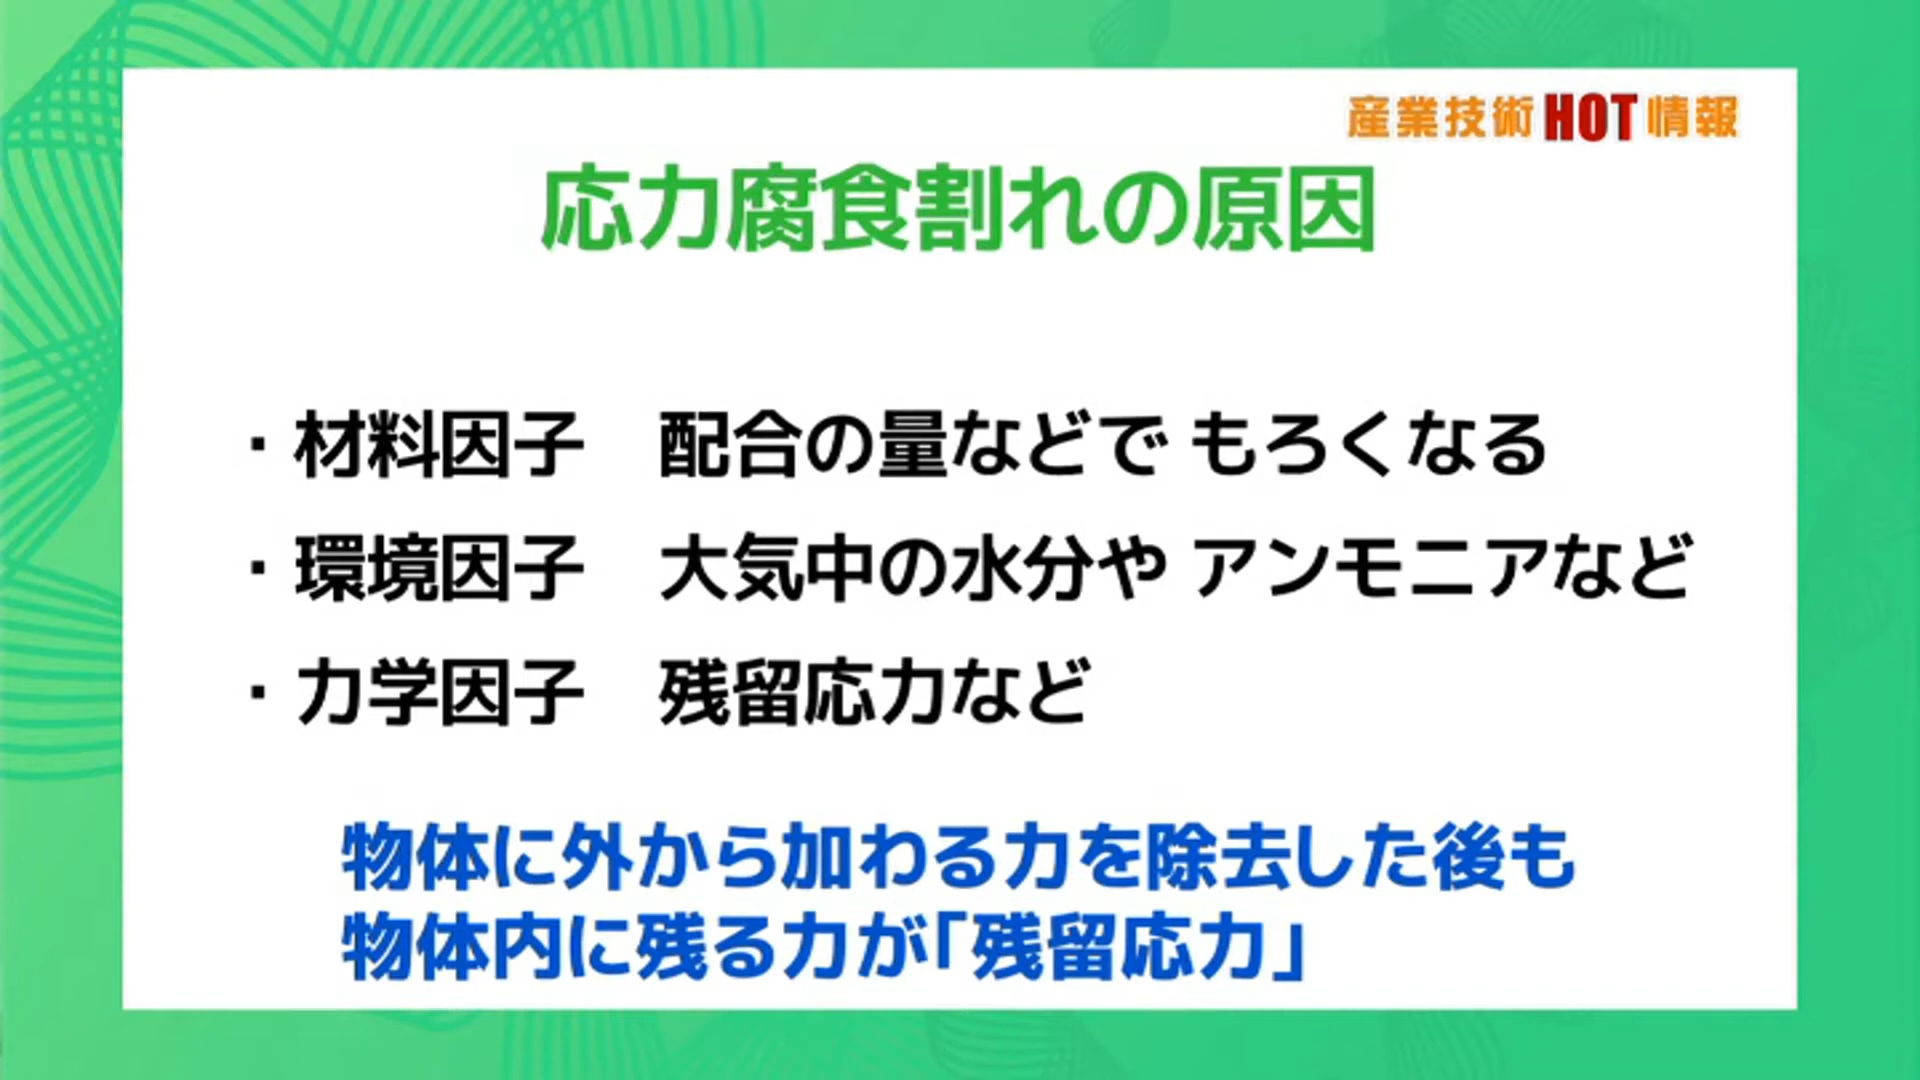 産業技術HOT情報
応力腐食割れの原因
・材料因子　配合の量などで もろくなる
・環境因子　大気中の水分や アンモニアなど
・力学因子　残留応力など
物体に外から加わる力を除去した後も
物体内に残る力が｢残留応力｣